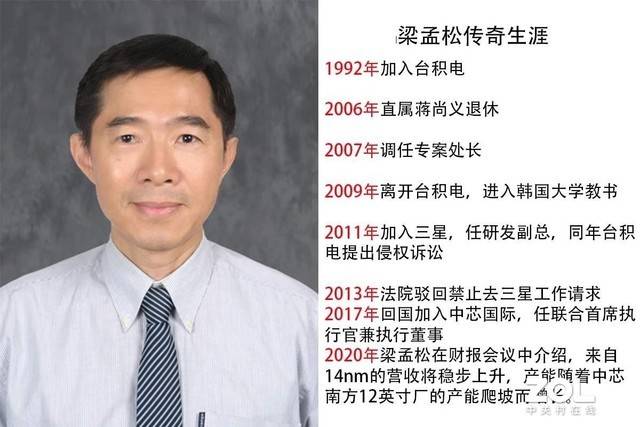 梁孟松传奇生涯
1992年加入台积电
2006年直属蒋尚义退休
2007年调任专案处长
2009年离开台积电，进入韩国大学教书
2011年加入三星，任研发副总，同年台积
电提出侵权诉讼
2013年法院驳回禁止去三星工作请求
2017年回国加入中芯国际，任联合首席执
行官兼执行董事
2020年梁孟松在财报会议中介绍，来自
14nm的营收将稳步上升，产能随着中芯
南方12英寸厂的产能爬坡而增长。
ZOL
中关村在线